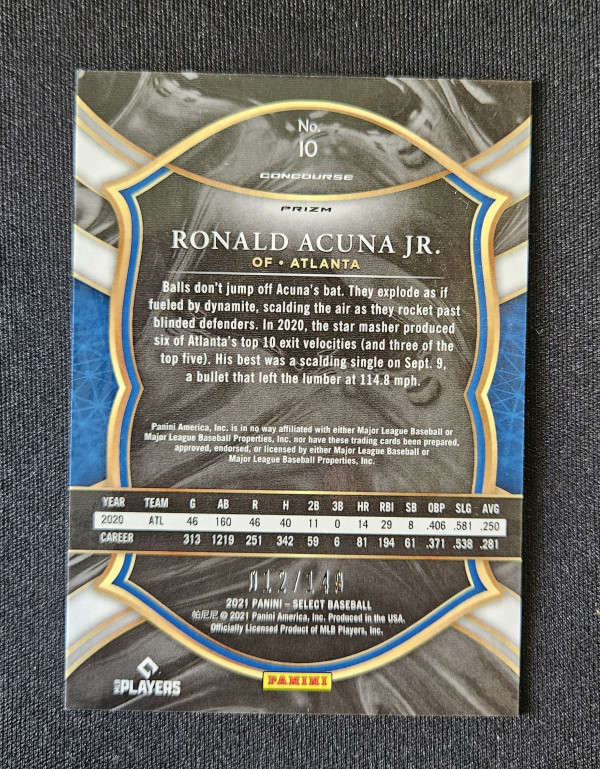 No.
10
CONCOURSE
PRIZM
RONALD ACUNA JR.
OF • ATLANTA
Balls don't jump off Acuna's bat. They explode as if
fueled by dynamite, scalding the air as they rocket past
blinded defenders. In 2020, the star masher produced
six of Atlanta's top 10 exit velocities (and three of the
top five). His best was a scalding single on Sept. 9,
a bullet that left the lumber at 114.8 mph.
Panini America, Inc. is in no way affiliated with either Major League Baseball or
Major League Baseball Properties, Inc. nor have these trading cards been prepared,
approved, endorsed, or licensed by either Major League Baseball or
Major League Baseball Properties, Inc.
YEAR TEAM G AB R H 2B 3B HR RBI SB OBP SLG AVG
2020 ATL 46 160 46 40 11 0 14 29 8 .406 .581 .250
CAREER 313 1219 251 342 59 6 81 194 61 .371 .538 .281
012/149
2021 PANINI – SELECT BASEBALL
帕尼尼 © 2021 Panini America, Inc. Produced in the USA.
Officially Licensed Product of MLB Players, Inc.
MLB PLAYERS
PANINI